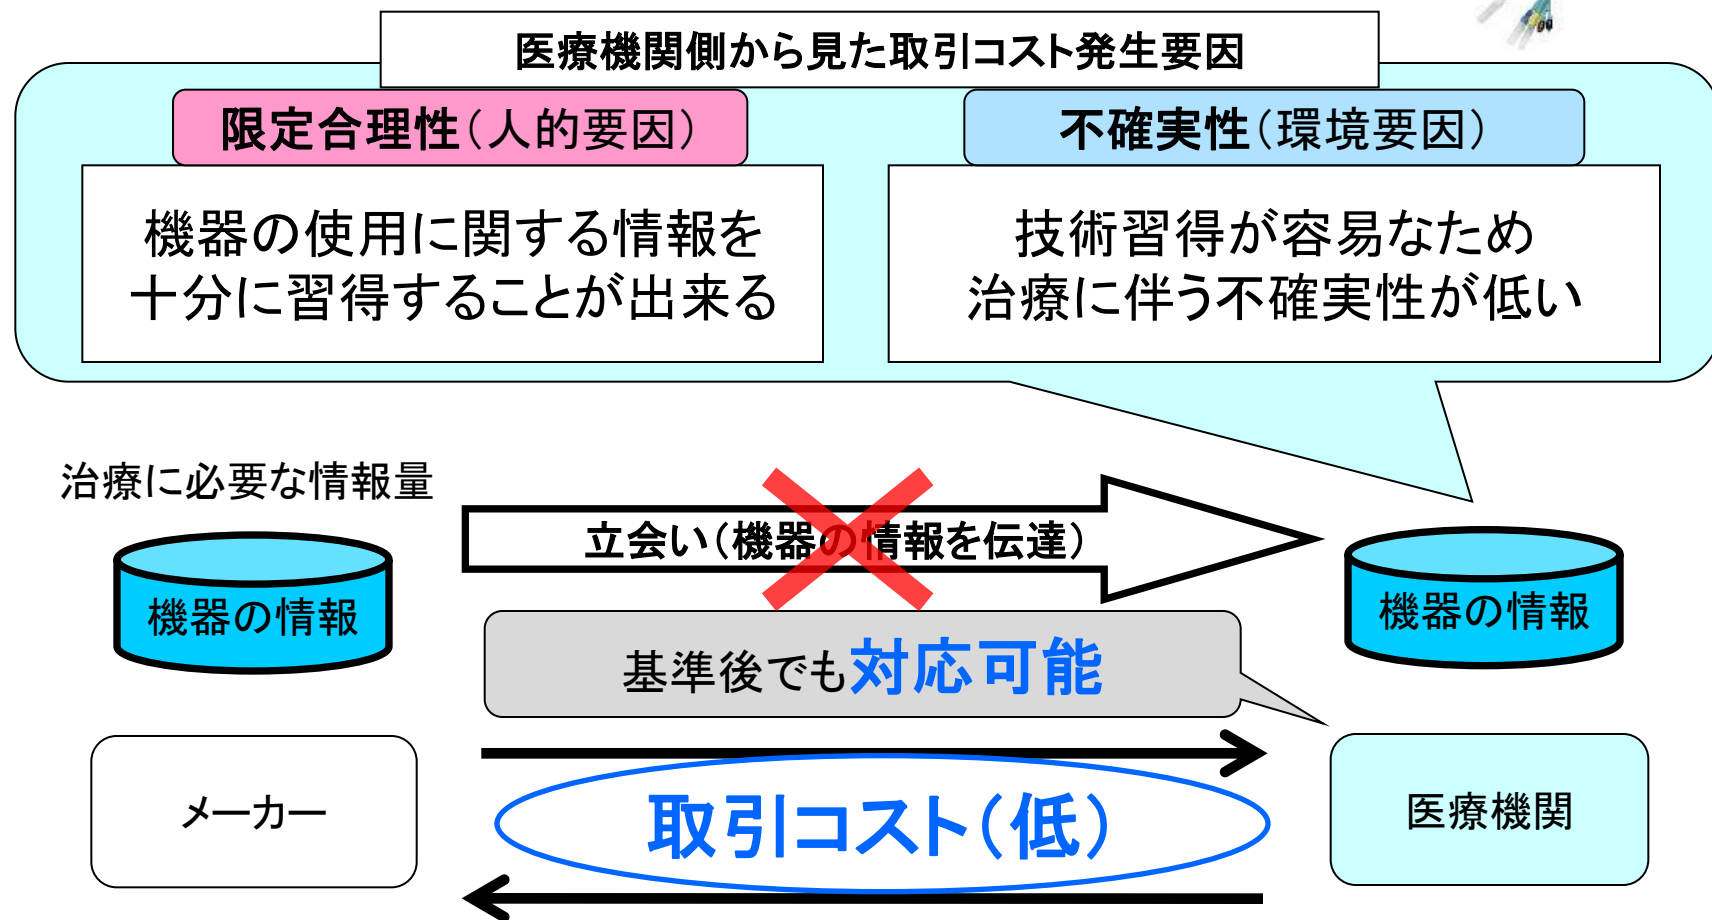 医療機関側から見た取引コスト発生要因
限定合理性（人的要因）
不確実性（環境要因）
機器の使用に関する情報を
十分に習得することが出来る
技術習得が容易なため
治療に伴う不確実性が低い
治療に必要な情報量
立会い（機器の情報を伝達）
機器の情報
機器の情報
基準後でも対応可能
メーカー
取引コスト（低）
医療機関